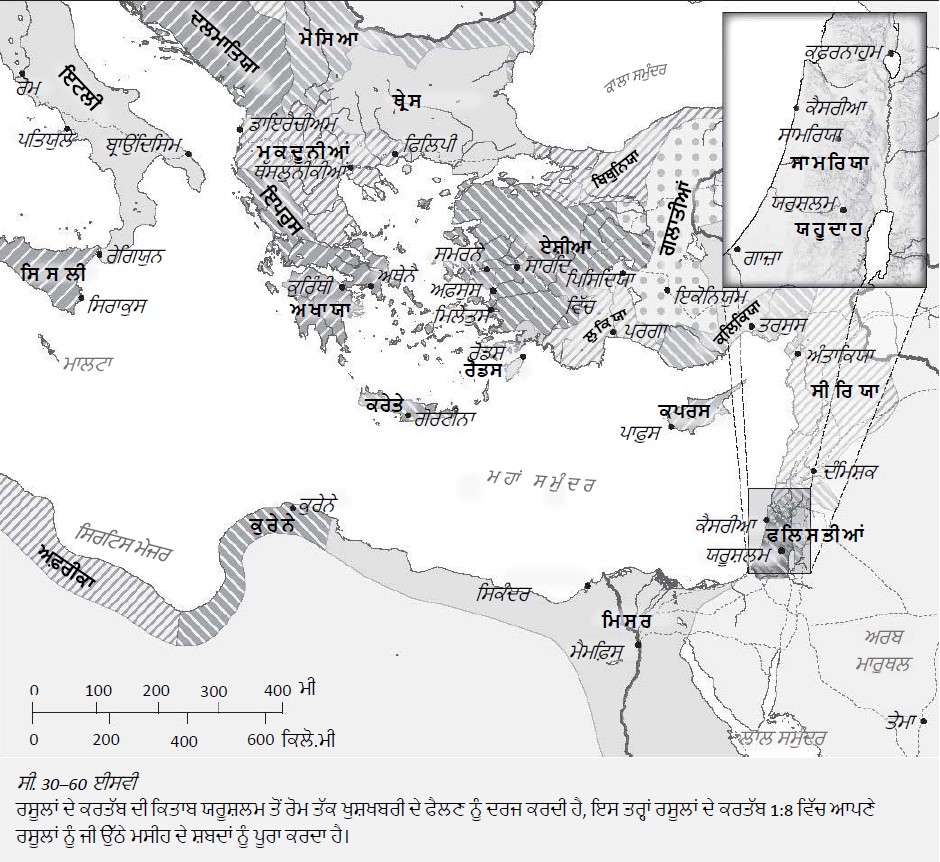 ਦਲਮਾਤਿਯਾ
ਮੋਸਿਆ
ਕਾਲਾ ਸਮੁੰਦਰ
ਕੁਫ਼ਰਨਾਹੁਮ
ਕੈਸਰੀਆ
ਸਾਮਰਿਯਾ
ਸਾਮਰਿਯਾ
ਯਰੁਸ਼ਲਮ
ਯਹੂਦਾਹ
ਗਾਜ਼ਾ
ਰੋਮ
ਇਟਲੀ
ਪਤਿਯੁੱਲੇ
ਬ੍ਰਾਉਂਦਿਸਿਮ
ਥ੍ਰੇਸ
ਡਾਇਰੈਚੀਅਮ
ਮਕਦੂਨੀਆਂ
ਫਿਲਿਪੀ
ਥੱਸਲੁਨੀਕੀਆਂ
ਬਿਥੁਨਿਯਾ
ਇਪਰੁਸ
ਗਲਾਤੀਆਂ
ਰੇਗਿਯੁਨ
ਸਿਸਲੀ
ਸਿਰਾਕੁਸ
ਮਾਲਟਾ
ਅਥੇਨੈ
ਕੁਰਿੰਥੀ
ਅਖਾਯਾ
ਸਮਰਨੇ
ਏਸ਼ੀਆ
ਸਾਰਦਿ
ਅਫ਼ਸੁਸ
ਮਿਲੇਤੁਸ
ਪਿਸਿਦਿਯਾ
ਵਿੱਚ
ਲੁਕਿਯਾ
ਪਰਗਾ
ਇਕੋਨਿਯਮ
ਕਲਿਕਿਯਾ
ਤਰਸੁਸ
ਅੰਤਾਕਿਯਾ
ਸੀਰਿਯਾ
ਰੋਡਸ
ਰੋਡਸ
ਕਰੇਤੇ
ਗੋਰਟੀਨਾ
ਕੁਪਰਸ
ਪਾਫੁਸ
ਦੰਮਿਸ਼ਕ
ਮਹਾਂ ਸਮੁੰਦਰ
ਕੈਸਰੀਆ
ਫਲਿਸਤੀਆਂ
ਯਰੂਸ਼ਲਮ
ਕੁਰੇਨੇ
ਕੁਰੇਨੇ
ਸਿਰਟਿਸ ਮੇਜਰ
ਅਫ਼ਰੀਕਾ
ਸਿਕੰਦਰ
ਮਿਸਰ
ਮੈਮਫ਼ਿਸ
ਅਰਬ
ਮਾਰੂਥਲ
ਤੇਮਾ
ਲਾਲ ਸਮੁੰਦਰ
0 100 200 300 400 ਮੀ
0 200 400 600 ਕਿਲੋ.ਮੀ
ਸੀ. 30–60 ਈਸਵੀ
ਰਸੂਲਾਂ ਦੇ ਕਰਤੱਬ ਦੀ ਕਿਤਾਬ ਯਰੂਸ਼ਲਮ ਤੋਂ ਰੋਮ ਤੱਕ ਖੁਸ਼ਖਬਰੀ ਦੇ ਫੈਲਣ ਨੂੰ ਦਰਜ ਕਰਦੀ ਹੈ, ਇਸ ਤਰ੍ਹਾਂ ਰਸੂਲਾਂ ਦੇ ਕਰਤੱਬ 1:8 ਵਿੱਚ ਆਪਣੇ
ਰਸੂਲਾਂ ਨੂੰ ਜੀ ਉੱਠੇ ਮਸੀਹ ਦੇ ਸ਼ਬਦਾਂ ਨੂੰ ਪੂਰਾ ਕਰਦਾ ਹੈ।